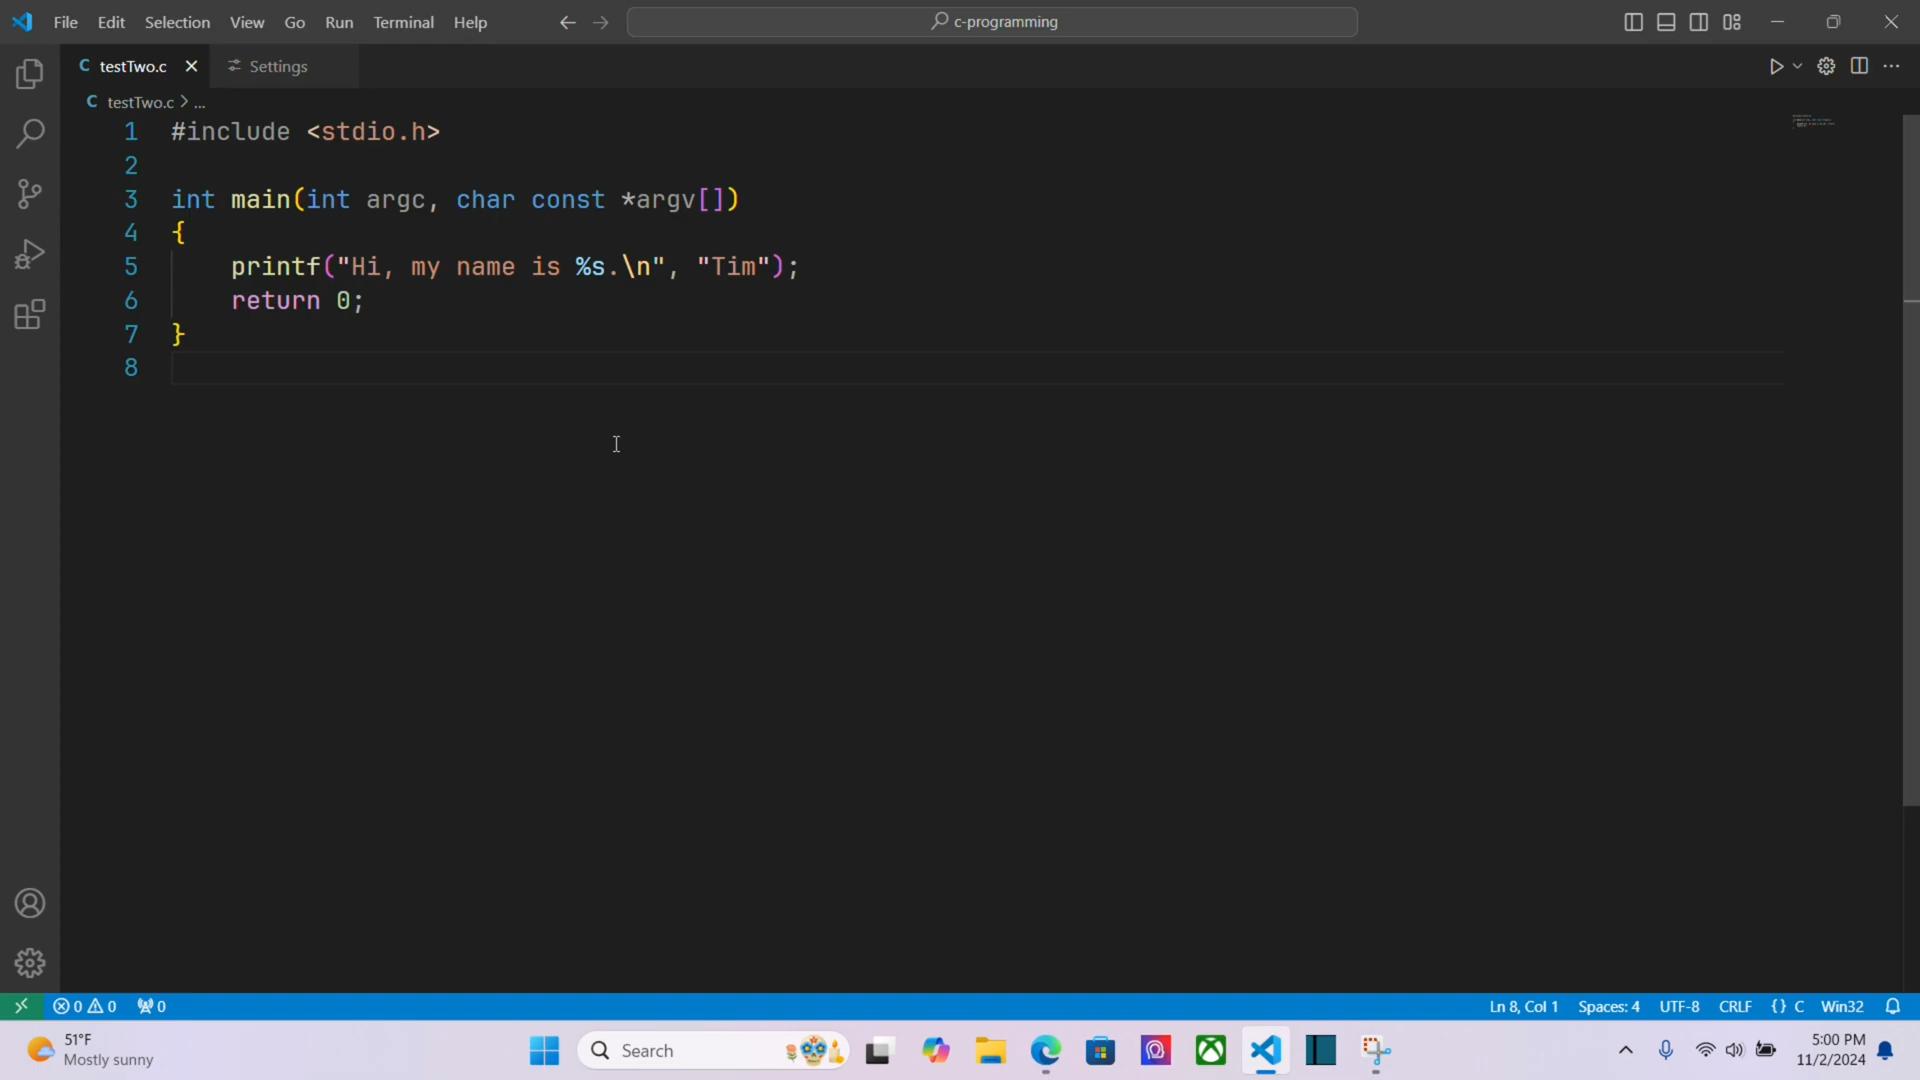 File Edit Selection View Go Run Terminal Help c-programming
C testTwo.c Settings
C testTwo.c > ...
1 #include <stdio.h>
2
3 int main(int argc, char const *argv[])
4 {
5 printf("Hi, my name is %s.\n", "Tim");
6 return 0;
7 }
8
0 0 0 Ln 8, Col 1 Spaces: 4 UTF-8 CRLF {} C Win32
51°F
Mostly sunny
Search
5:00 PM
11/2/2024